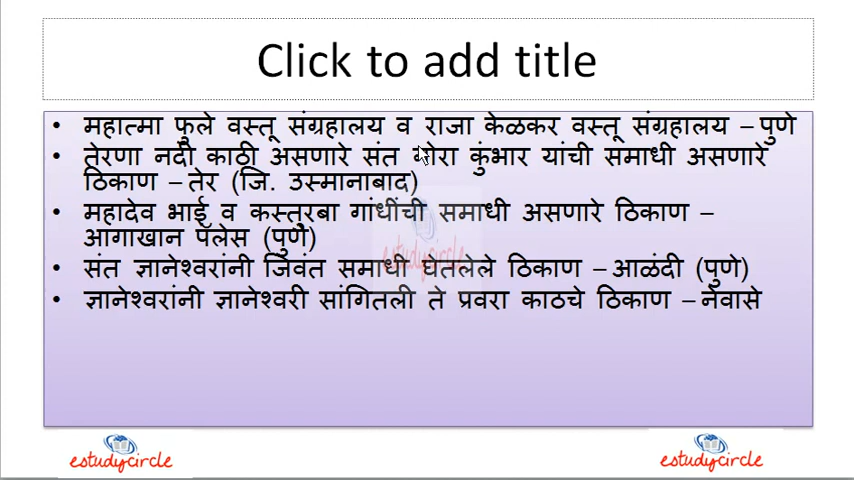 Click to add title
• महात्मा फुले वस्तू संग्रहालय व राजा केळकर वस्तू संग्रहालय – पुणे
• तेरणा नदी काठी असणारे संत गोरा कुंभार यांची समाधी असणारे
ठिकाण – तेर (जि. उस्मानाबाद)
• महादेव भाई व कस्तुरबा गांधींची समाधी असणारे ठिकाण –
आगाखान पॅलेस (पुणे)
• संत ज्ञानेश्वरांनी जिवंत समाधी घेतलेले ठिकाण – आळंदी (पुणे)
• ज्ञानेश्वरांनी ज्ञानेश्वरी सांगितली ते प्रवरा काठचे ठिकाण – नेवासे
estudycircle
estudycircle
estudycircle